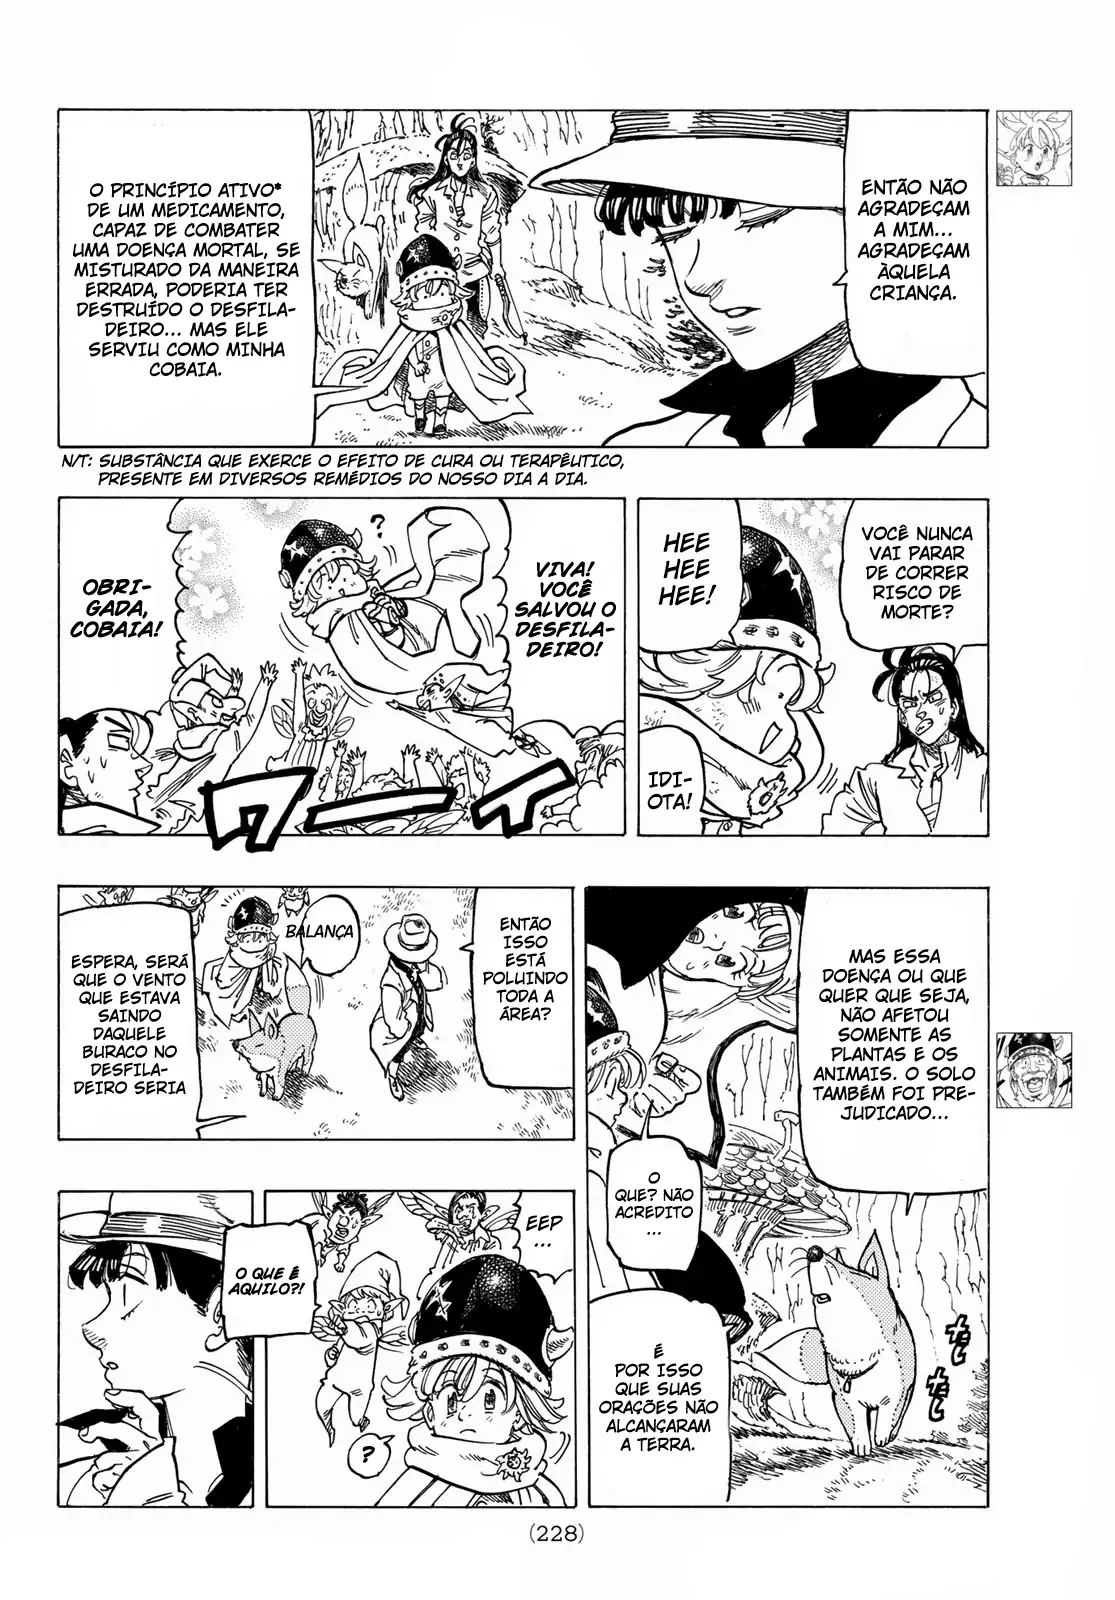 ENTÃO NÃO
AGRADEÇAM
A MIM...
AGRADEÇAM
ÀQUELA
CRIANÇA.
O PRINCÍPIO ATIVO*
DE UM MEDICAMENTO,
CAPAZ DE COMBATER
UMA DOENÇA MORTAL, SE
MISTURADO DA MANEIRA
ERRADA, PODERIA TER
DESTRUÍDO O DESFILA-
DEIRO... MAS ELE
SERVIU COMO MINHA
COBAIA.
N/T: SUBSTÂNCIA QUE EXERCE O EFEITO DE CURA OU TERAPÊUTICO,
PRESENTE EM DIVERSOS REMÉDIOS DO NOSSO DIA A DIA.
VOCÊ NUNCA
VAI PARAR
DE CORRER
RISCO DE
MORTE?
HEE
HEE
HEE!
IDI-
OTA!
?
VIVA!
VOCÊ
SALVOU O
DESFILA-
DEIRO!
OBRI-
GADA,
COBAIA!
ワーイ
MAS ESSA
DOENÇA OU QUE
QUER QUE SEJA,
NÃO AFETOU
SOMENTE AS
PLANTAS E OS
ANIMAIS. O SOLO
TAMBÉM FOI PRE-
JUDICADO...
O
QUE? NÃO
ACREDITO
...
É
POR ISSO
QUE SUAS
ORAÇÕES NÃO
ALCANÇARAM
A TERRA.
モモ
ENTÃO
ISSO
ESTÁ
POLUINDO
TODA A
ÁREA?
BALANÇA
ESPERA, SERÁ
QUE O VENTO
QUE ESTAVA
SAINDO
DAQUELE
BURACO NO
DESFILA-
DEIRO SERIA
EEP
...
?
O QUE É
AQUILO?!
(228)